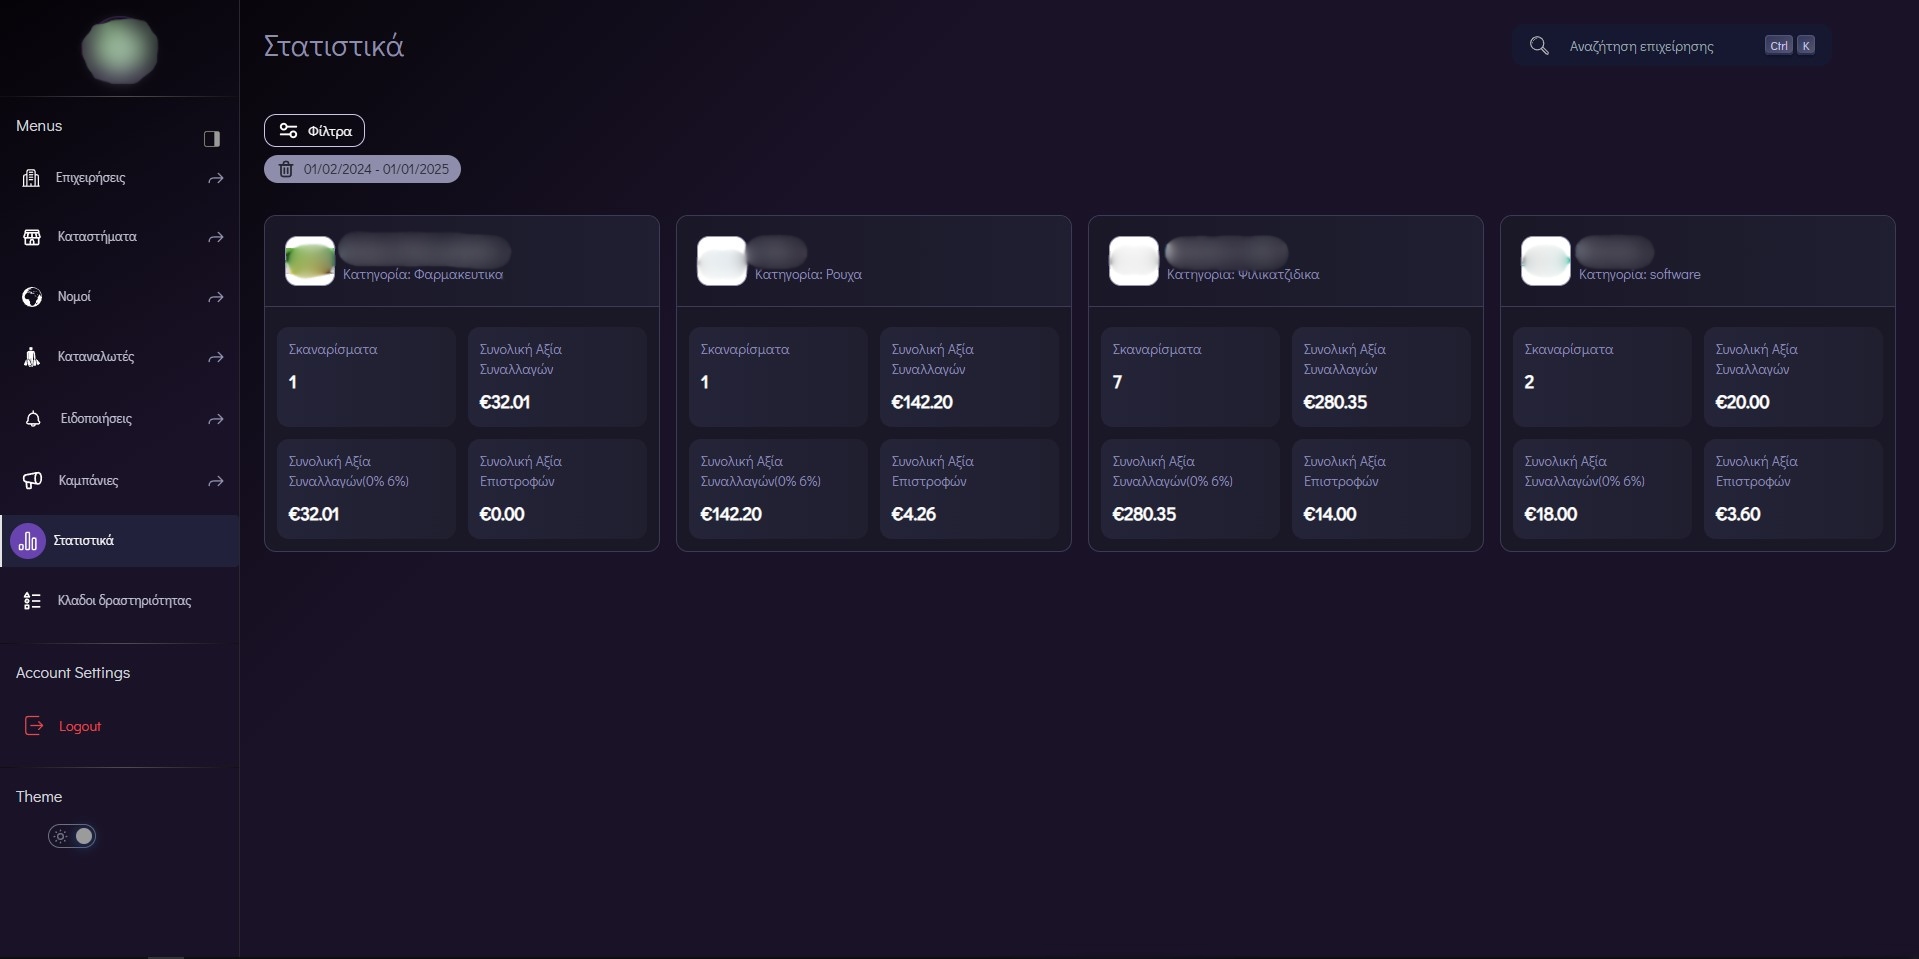 Στατιστικά
Αναζήτηση επιχείρησης Ctrl K
Menus
Επιχειρήσεις
Καταστήματα
Νομοί
Καταναλωτές
Ειδοποιήσεις
Καμπάνιες
Στατιστικά
Κλαδοι δραστηριότητας
Account Settings
Logout
Theme
Φίλτρα
01/02/2024 - 01/01/2025
Κατηγορία: Φαρμακευτικα
Σκαναρίσματα
1
Συνολική Αξία
Συναλλαγών
€32.01
Συνολική Αξία
Συναλλαγών(0% 6%)
€32.01
Συνολική Αξία
Επιστροφών
€0.00
Κατηγορία: Ρουχα
Σκαναρίσματα
1
Συνολική Αξία
Συναλλαγών
€142.20
Συνολική Αξία
Συναλλαγών(0% 6%)
€142.20
Συνολική Αξία
Επιστροφών
€4.26
Κατηγορία: Ψιλικατζιδικα
Σκαναρίσματα
7
Συνολική Αξία
Συναλλαγών
€280.35
Συνολική Αξία
Συναλλαγών(0% 6%)
€280.35
Συνολική Αξία
Επιστροφών
€14.00
Κατηγορία: software
Σκαναρίσματα
2
Συνολική Αξία
Συναλλαγών
€20.00
Συνολική Αξία
Συναλλαγών(0% 6%)
€18.00
Συνολική Αξία
Επιστροφών
€3.60